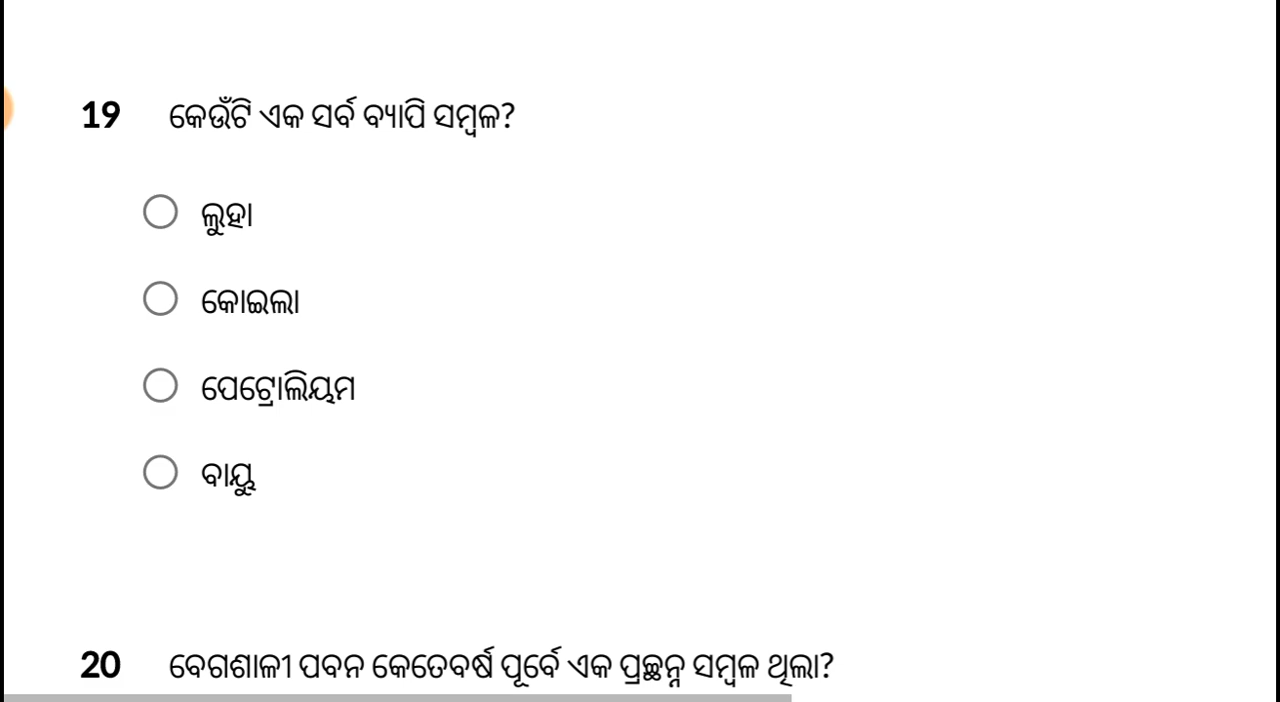 19 କେଉଁଟି ଏକ ସର୍ବ ବ୍ୟାପି ସମ୍ବଳ?
ଲୁହା
କୋଇଲା
ପେଟ୍ରୋଲିୟମ
ବାୟୁ
20 ବେଗଶାଳୀ ପବନ କେତେବର୍ଷ ପୂର୍ବେ ଏକ ପ୍ରଚ୍ଛନ୍ନ ସମ୍ବଳ ଥିଲା?